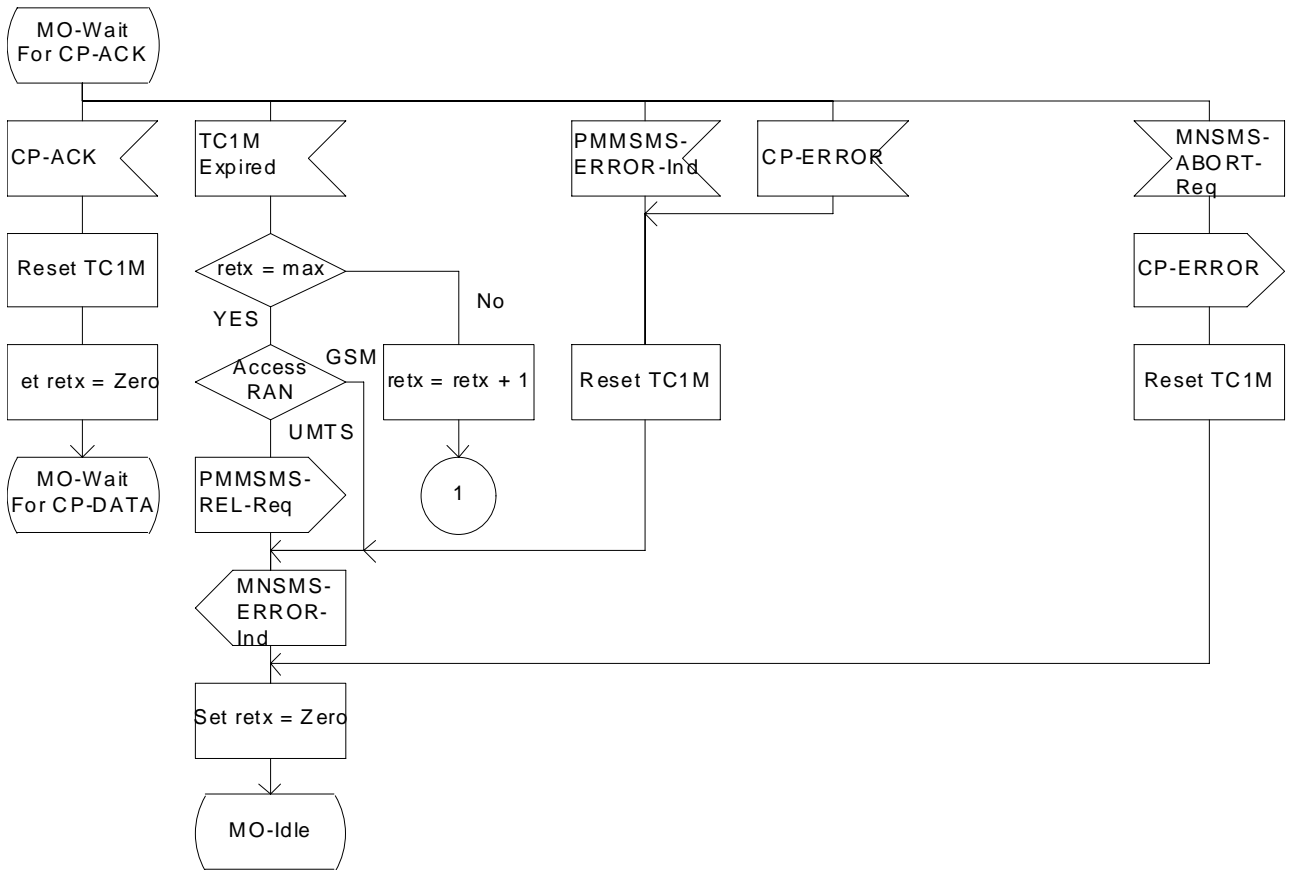 MO-Wait
For CP-ACK
CP-ACK
TC1M
Expired
PMMSMS-
ERROR-Ind
CP-ERROR
MNSMS-
ABORT-
Req
Reset TC1M
retx = max
No
YES
CP-ERROR
et retx = Zero
Access
RAN
GSM
UMTS
retx = retx + 1
Reset TC1M
Reset TC1M
MO-Wait
For CP-DATA
PMMSMS-
REL-Req
1
MNSMS-
ERROR-
Ind
Set retx = Zero
MO-Idle